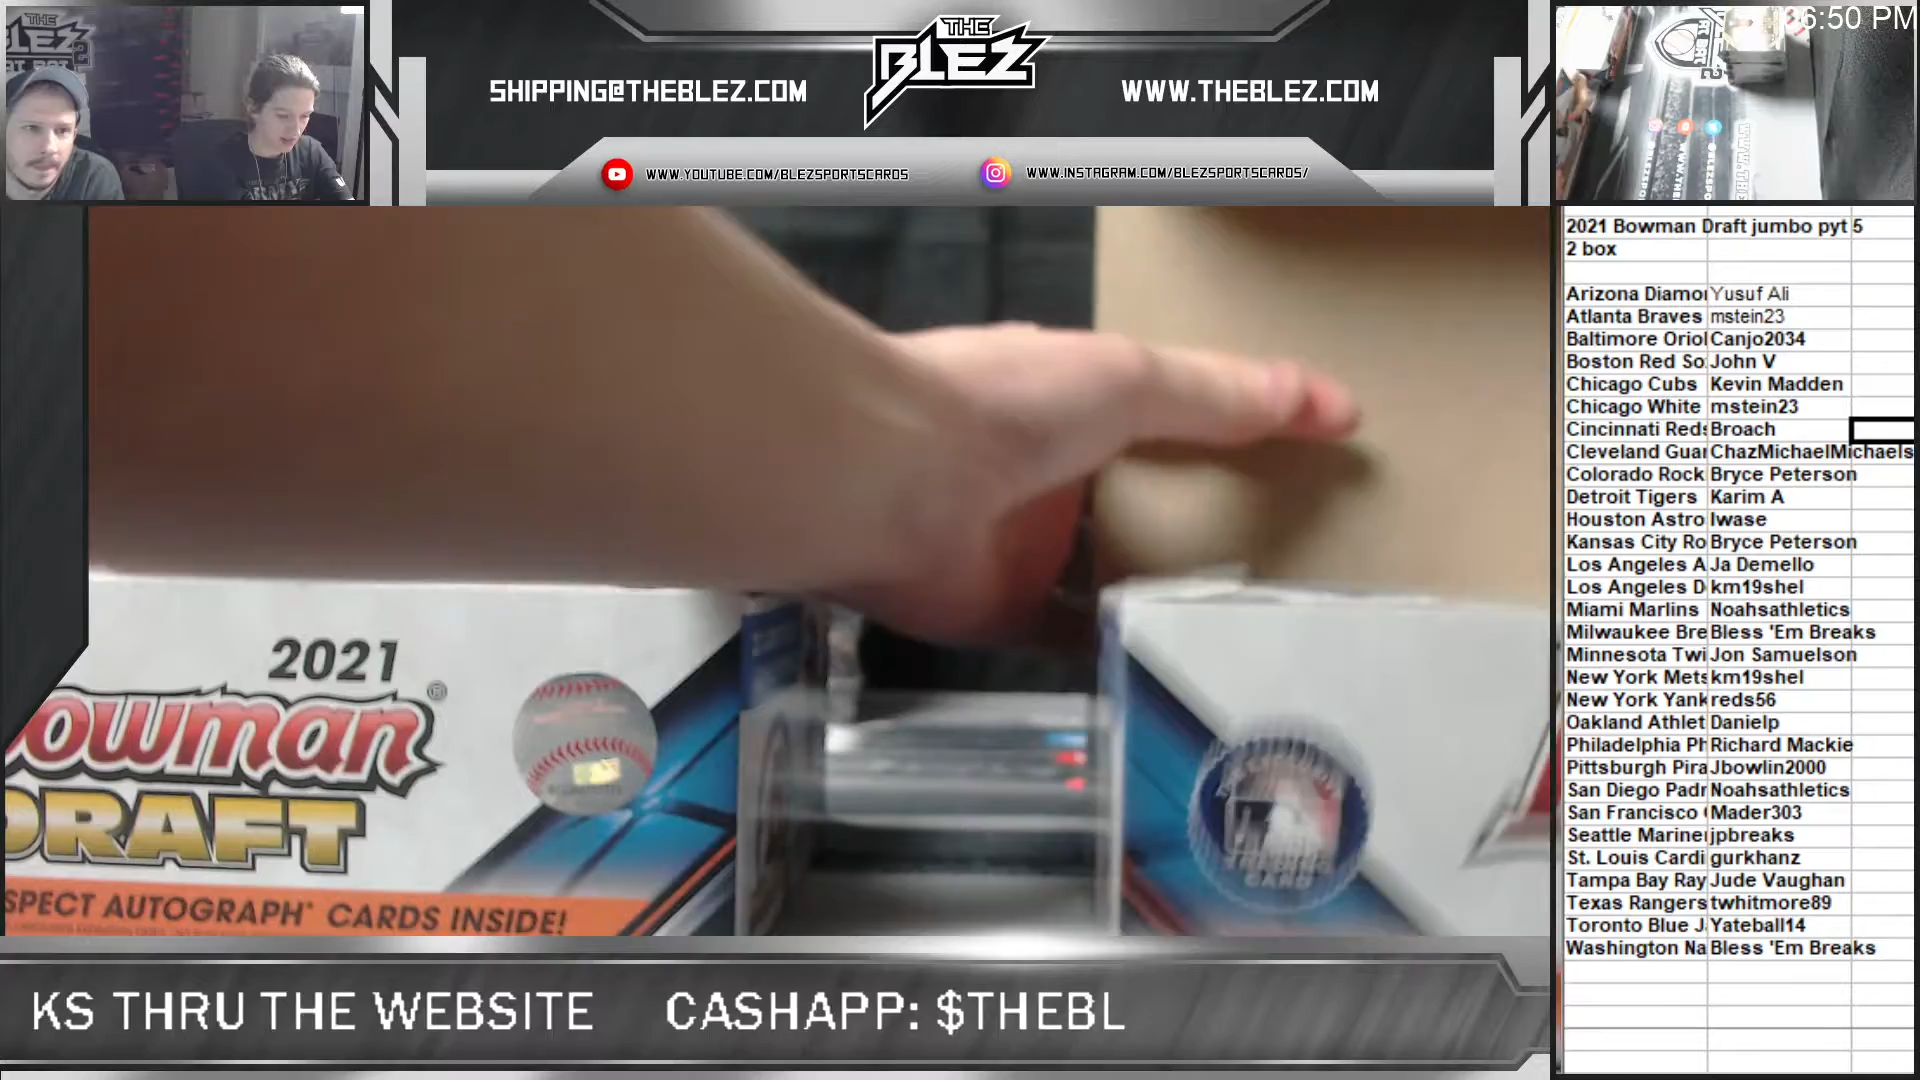 THE
BLEZ
SHIPPING@THEBLEZ.COM
WWW.THEBLEZ.COM
WWW.YOUTUBE.COM/BLEZSPORTSCARDS
WWW.INSTAGRAM.COM/BLEZSPORTSCARDS/
6:50 PM
2021 Bowman Draft jumbo pyt 5
2 box
Arizona Diamo Yusuf Ali
Atlanta Braves mstein23
Baltimore Oriol Canjo2034
Boston Red So John V
Chicago Cubs Kevin Madden
Chicago White mstein23
Cincinnati Reds Broach
Cleveland Guar ChazMichaelMichaels
Colorado Rock Bryce Peterson
Detroit Tigers Karim A
Houston Astro Iwase
Kansas City Ro Bryce Peterson
Los Angeles A Ja Demello
Los Angeles D km19shel
Miami Marlins Noahsathletics
Milwaukee Bre Bless 'Em Breaks
Minnesota Twi Jon Samuelson
New York Mets km19shel
New York Yank reds56
Oakland Athlet Danielp
Philadelphia Ph Richard Mackie
Pittsburgh Pira Jbowlin2000
San Diego Padr Noahsathletics
San Francisco Mader303
Seattle Mariner jpbreaks
St. Louis Cardi gurkhanz
Tampa Bay Ray Jude Vaughan
Texas Rangers twhitmore89
Toronto Blue J Yateball14
Washington Na Bless 'Em Breaks
2021
owman®
DRAFT
SPECT AUTOGRAPH* CARDS INSIDE!
TRADING
CARD
KS THRU THE WEBSITE CASHAPP: $THEBL